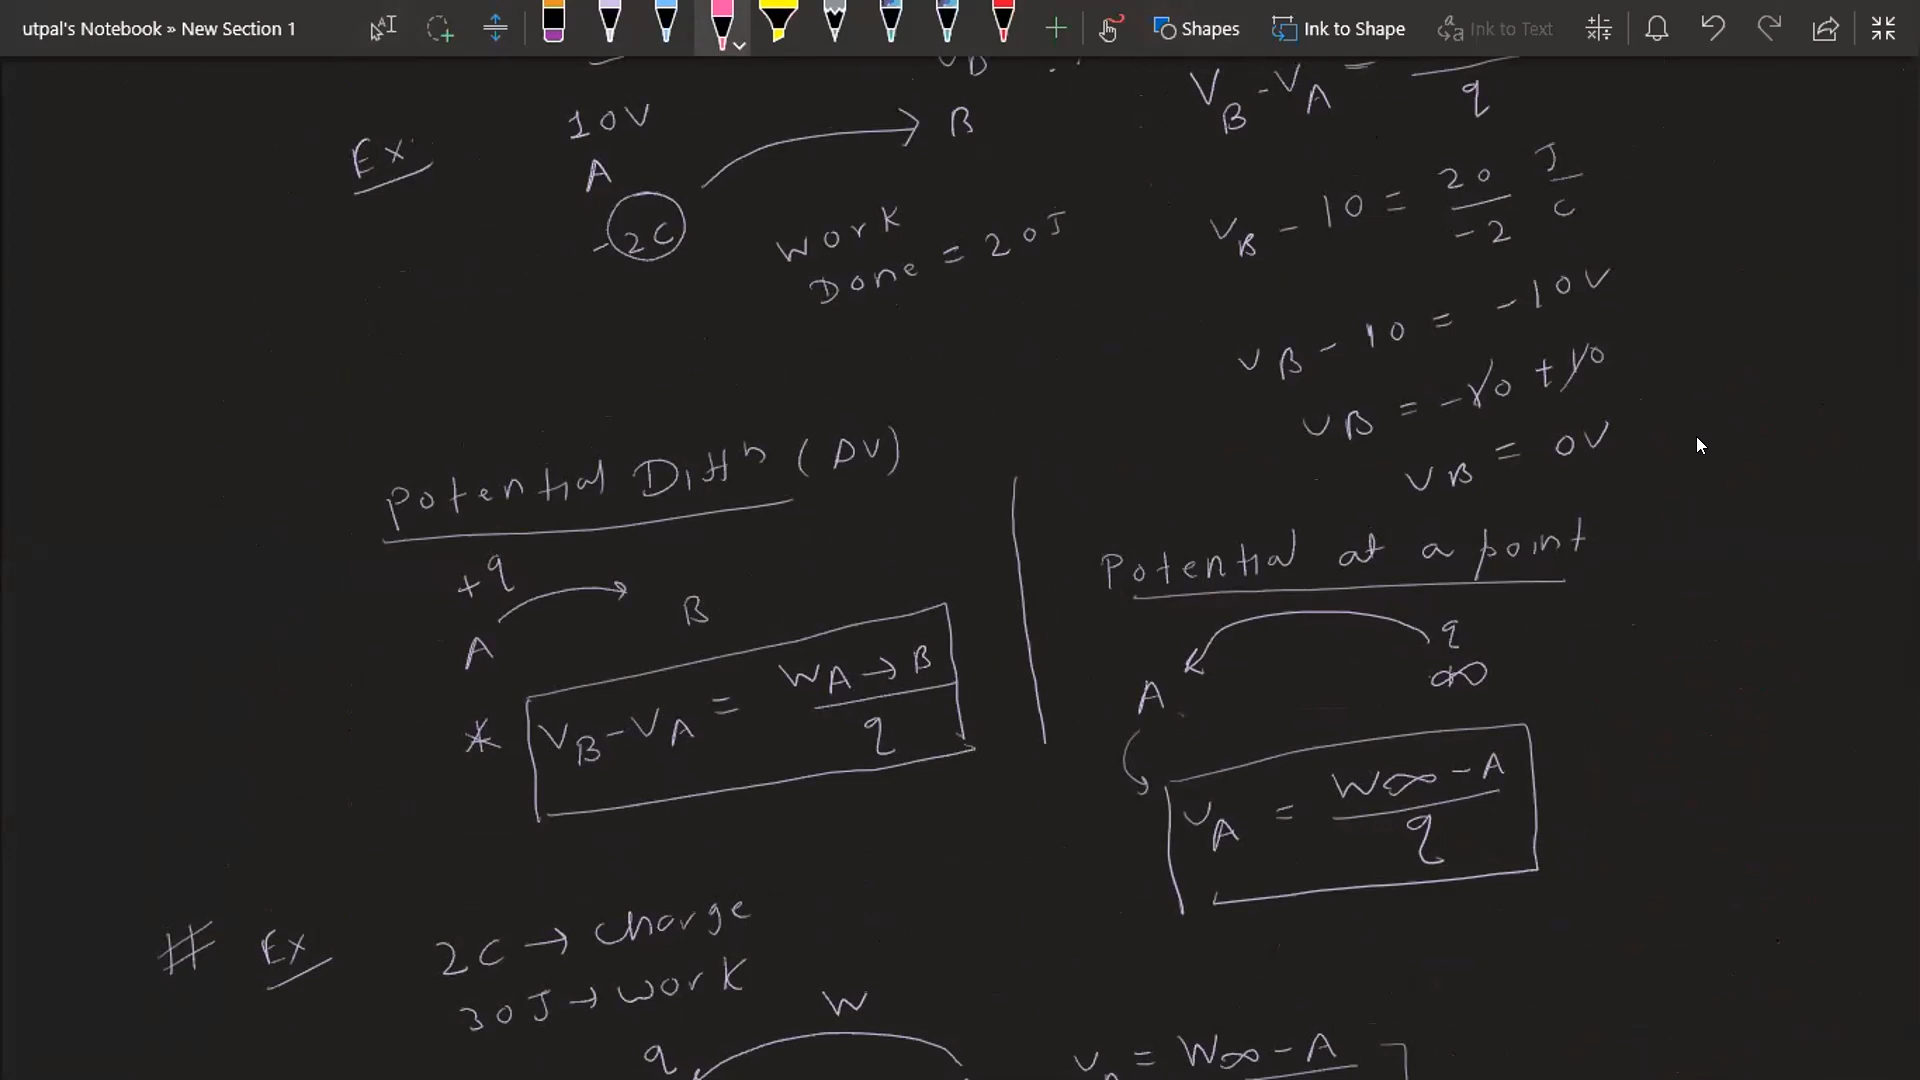 utpal's Notebook » New Section 1
Shapes
Ink to Shape
Ink to Text
Ex
10V
A
-2C
B
Work
Done = 20J
VB - VA =
q
VB - 10 = 20/-2 J/C
VB - 10 = -10V
VB = -10 + 10
VB = 0V
Potential Diffn (ΔV)
+q
A
B
* VB - VA = WA→B / q
Potential at a point
q
∞
A
VA = W∞-A / q
# Ex
2C → charge
30J → work
W
q
= W∞-A